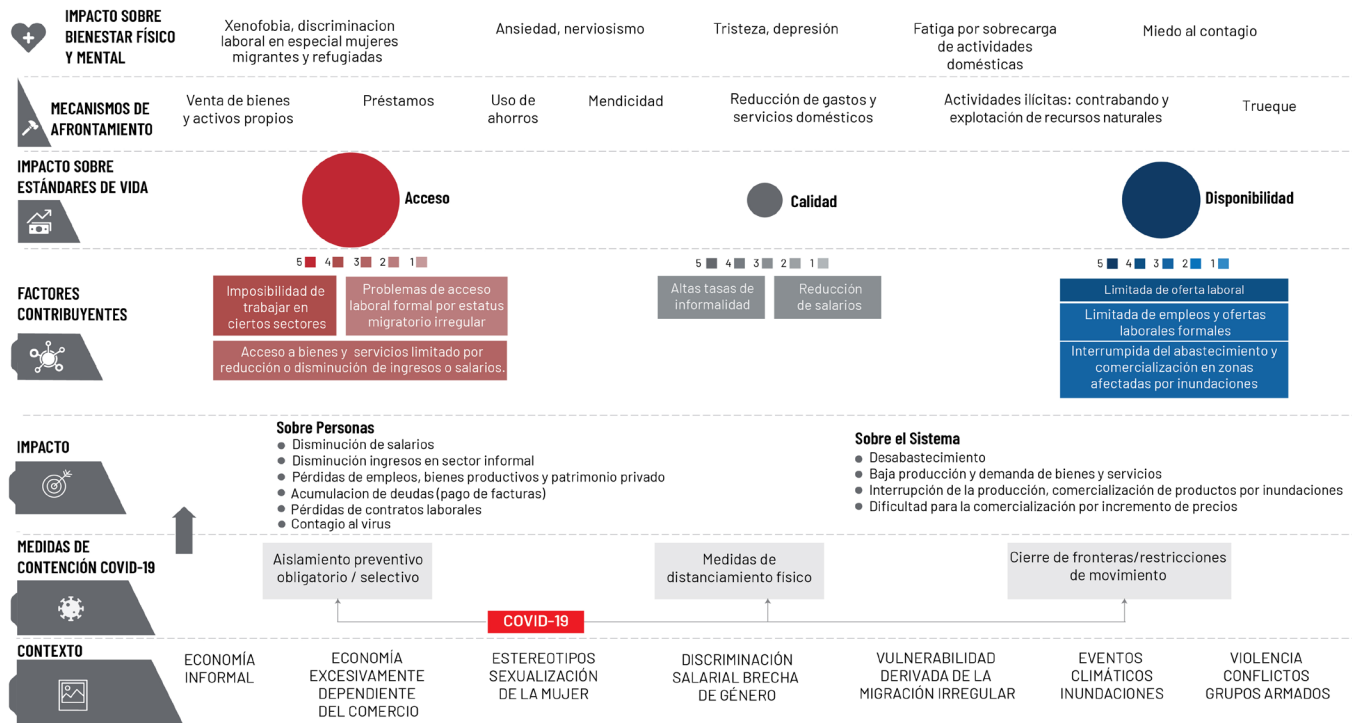 IMPACTO SOBRE
BIENESTAR FÍSICO
Y MENTAL
Xenofobia, discriminacion
laboral en especial mujeres
migrantes y refugiadas
Ansiedad, nerviosismo
Tristeza, depresión
Fatiga por sobrecarga
de actividades
domésticas
Miedo al contagio
MECANISMOS DE
AFRONTAMIENTO
Venta de bienes
y activos propios
Préstamos
Uso de
ahorros
Mendicidad
Reducción de gastos y
servicios domésticos
Actividades ilícitas: contrabando y
explotación de recursos naturales
Trueque
IMPACTO SOBRE
ESTÁNDARES DE VIDA
Acceso
Calidad
Disponibilidad
5 4 3 2 1
5 4 3 2 1
5 4 3 2 1
FACTORES
CONTRIBUYENTES
Imposibilidad de
trabajar en
ciertos sectores
Problemas de acceso
laboral formal por estatus
migratorio irregular
Acceso a bienes y servicios limitado por
reducción o disminución de ingresos o salarios.
Altas tasas de
informalidad
Reducción
de salarios
Limitada de oferta laboral
Limitada de empleos y ofertas
laborales formales
Interrumpida del abastecimiento y
comercialización en zonas
afectadas por inundaciones
IMPACTO
Sobre Personas
● Disminución de salarios
● Disminución ingresos en sector informal
● Pérdidas de empleos, bienes productivos y patrimonio privado
● Acumulacion de deudas (pago de facturas)
● Pérdidas de contratos laborales
● Contagio al virus
Sobre el Sistema
● Desabastecimiento
● Baja producción y demanda de bienes y servicios
● Interrupción de la producción, comercialización de productos por inundaciones
● Dificultad para la comercialización por incremento de precios
MEDIDAS DE
CONTENCIÓN COVID-19
Aislamiento preventivo
obligatorio / selectivo
Medidas de
distanciamiento físico
Cierre de fronteras/restricciones
de movimiento
COVID-19
CONTEXTO
ECONOMÍA
INFORMAL
ECONOMÍA
EXCESIVAMENTE
DEPENDIENTE
DEL COMERCIO
ESTEREOTIPOS
SEXUALIZACIÓN
DE LA MUJER
DISCRIMINACIÓN
SALARIAL BRECHA
DE GÉNERO
VULNERABILIDAD
DERIVADA DE LA
MIGRACIÓN IRREGULAR
EVENTOS
CLIMÁTICOS
INUNDACIONES
VIOLENCIA
CONFLICTOS
GRUPOS ARMADOS